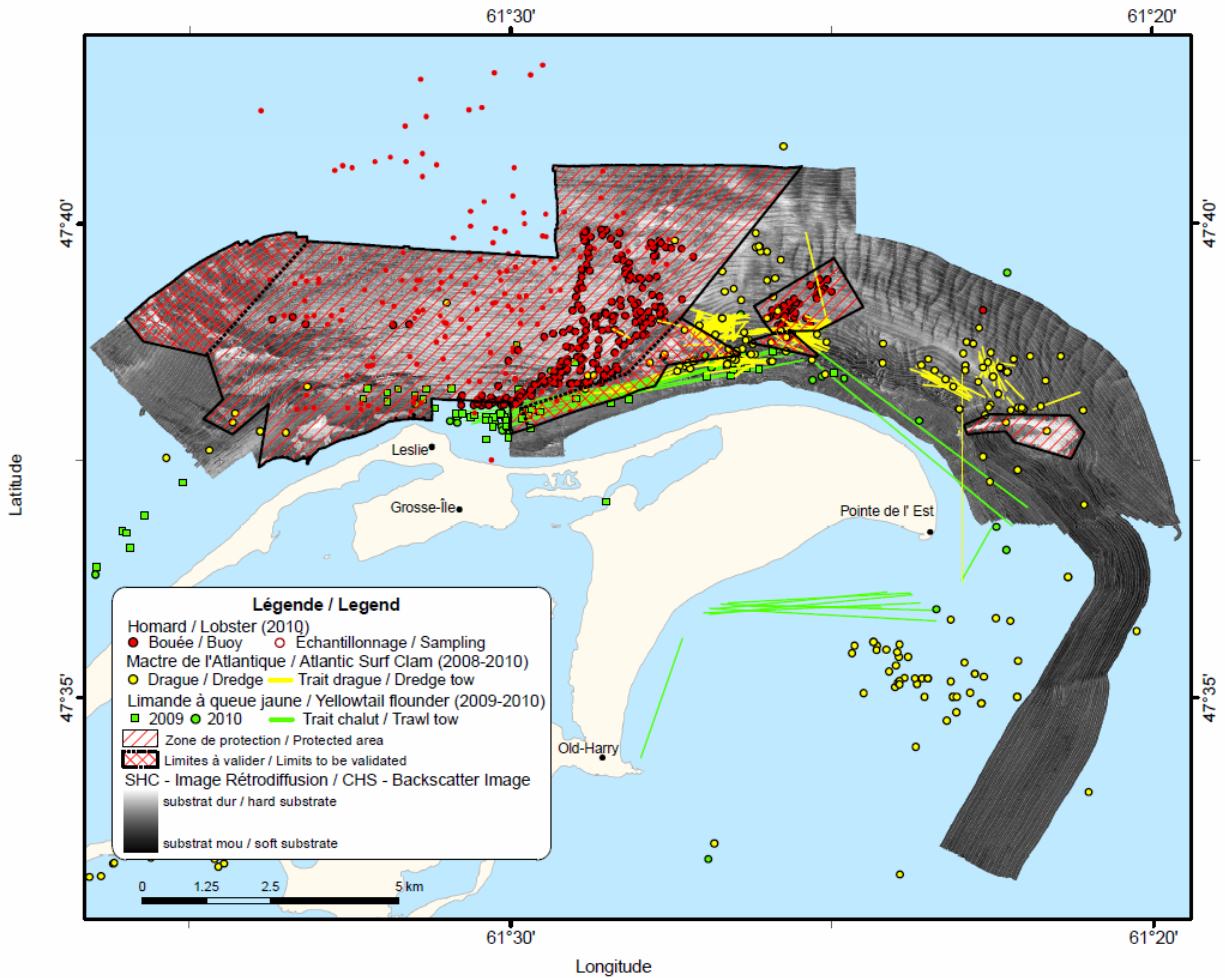 61°30' 61°20'
47°40' 47°40'
Leslie
Grosse-Île
Pointe de l' Est
Latitude
Légende / Legend
Homard / Lobster (2010)
Bouée / Buoy Échantillonnage / Sampling
Mactre de l'Atlantique / Atlantic Surf Clam (2008-2010)
Drague / Dredge Trait drague / Dredge tow
Limande à queue jaune / Yellowtail flounder (2009-2010)
2009 2010 Trait chalut / Trawl tow
Zone de protection / Protected area
Limites à valider / Limits to be validated
SHC - Image Rétrodiffusion / CHS - Backscatter Image
substrat dur / hard substrate
substrat mou / soft substrate
47°35' 47°35'
Old-Harry
0 1.25 2.5 5 km
61°30' 61°20'
Longitude